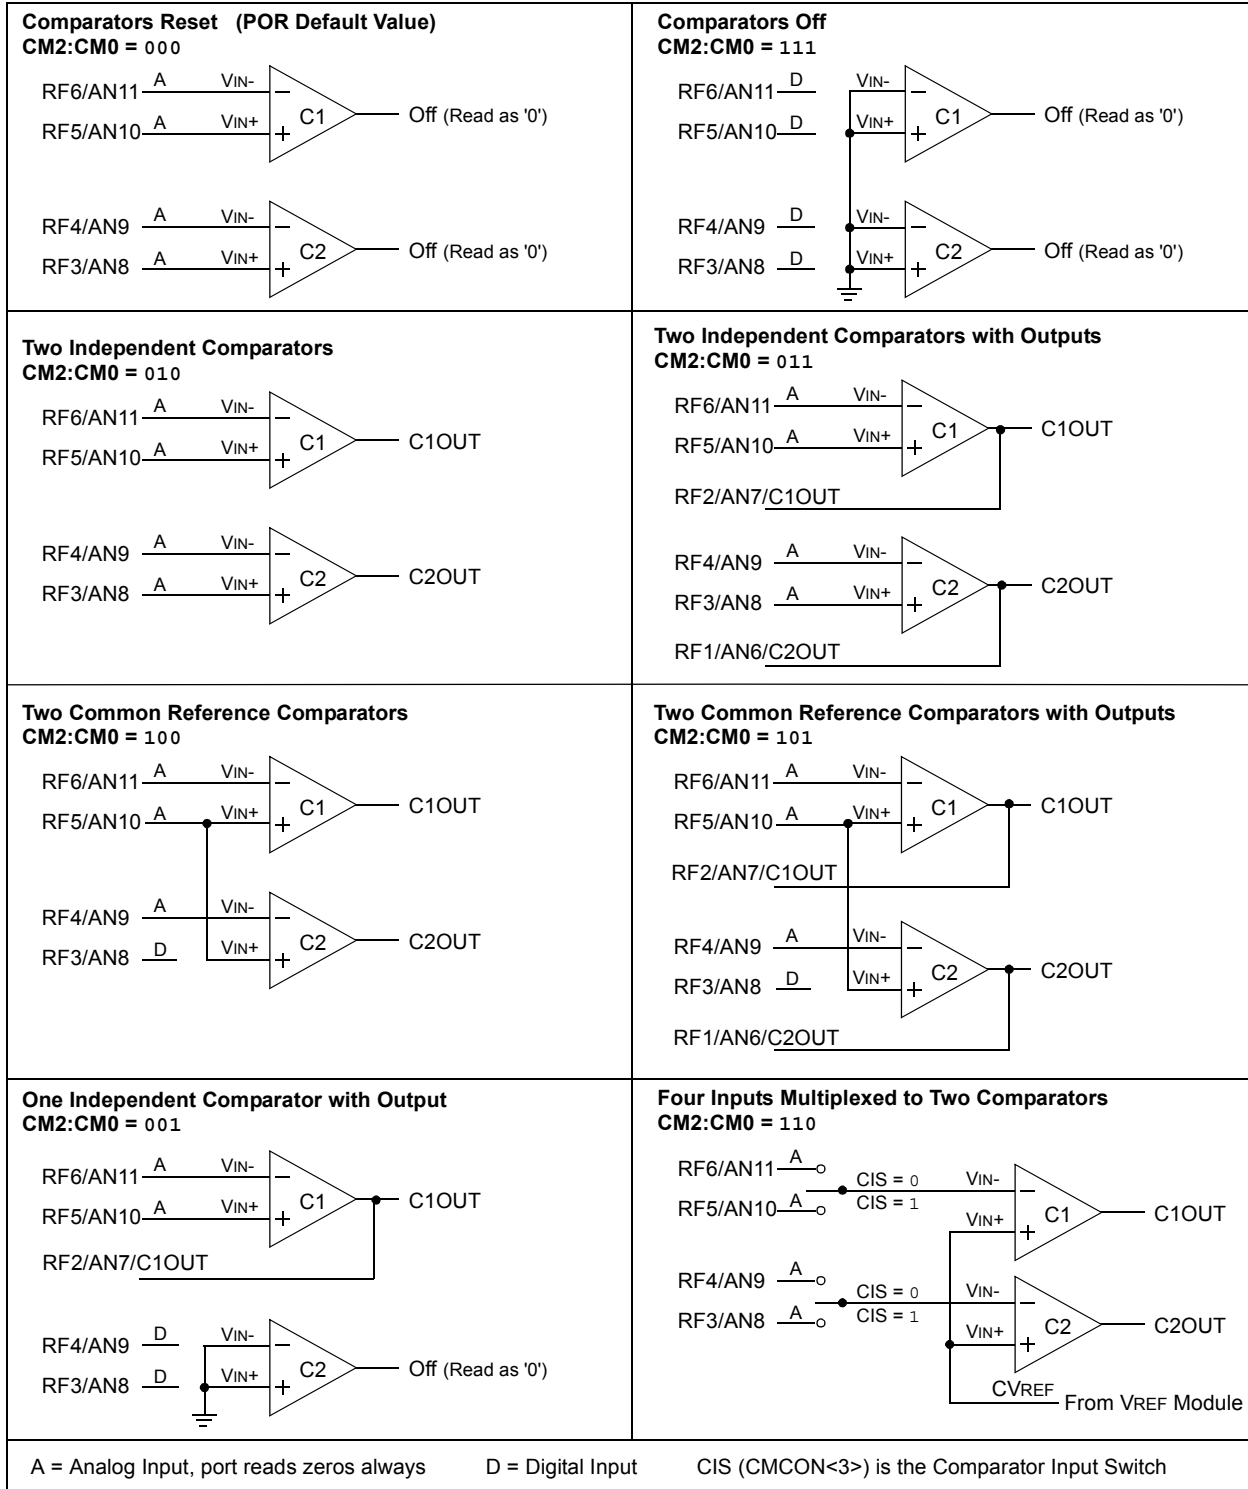 Comparators Reset (POR Default Value)
CM2:CM0 = 000
RF6/AN11 A VIN-
RF5/AN10 A VIN+
C1
Off (Read as '0')
RF4/AN9 A VIN-
RF3/AN8 A VIN+
C2
Off (Read as '0')
Comparators Off
CM2:CM0 = 111
RF6/AN11 D VIN-
RF5/AN10 D VIN+
C1
Off (Read as '0')
RF4/AN9 D VIN-
RF3/AN8 D VIN+
C2
Off (Read as '0')
Two Independent Comparators
CM2:CM0 = 010
RF6/AN11 A VIN-
RF5/AN10 A VIN+
C1
C1OUT
RF4/AN9 A VIN-
RF3/AN8 A VIN+
C2
C2OUT
Two Independent Comparators with Outputs
CM2:CM0 = 011
RF6/AN11 A VIN-
RF5/AN10 A VIN+
C1
C1OUT
RF2/AN7/C1OUT
RF4/AN9 A VIN-
RF3/AN8 A VIN+
C2
C2OUT
RF1/AN6/C2OUT
Two Common Reference Comparators
CM2:CM0 = 100
RF6/AN11 A VIN-
RF5/AN10 A VIN+
C1
C1OUT
RF4/AN9 A VIN-
RF3/AN8 D VIN+
C2
C2OUT
Two Common Reference Comparators with Outputs
CM2:CM0 = 101
RF6/AN11 A VIN-
RF5/AN10 A VIN+
C1
C1OUT
RF2/AN7/C1OUT
RF4/AN9 A VIN-
RF3/AN8 D VIN+
C2
C2OUT
RF1/AN6/C2OUT
One Independent Comparator with Output
CM2:CM0 = 001
RF6/AN11 A VIN-
RF5/AN10 A VIN+
C1
C1OUT
RF2/AN7/C1OUT
RF4/AN9 D VIN-
RF3/AN8 D VIN+
C2
Off (Read as '0')
Four Inputs Multiplexed to Two Comparators
CM2:CM0 = 110
RF6/AN11 A CIS = 0 VIN-
RF5/AN10 A CIS = 1 VIN+
C1
C1OUT
RF4/AN9 A CIS = 0 VIN-
RF3/AN8 A CIS = 1 VIN+
C2
C2OUT
CVREF From VREF Module
A = Analog Input, port reads zeros always D = Digital Input CIS (CMCON<3>) is the Comparator Input Switch